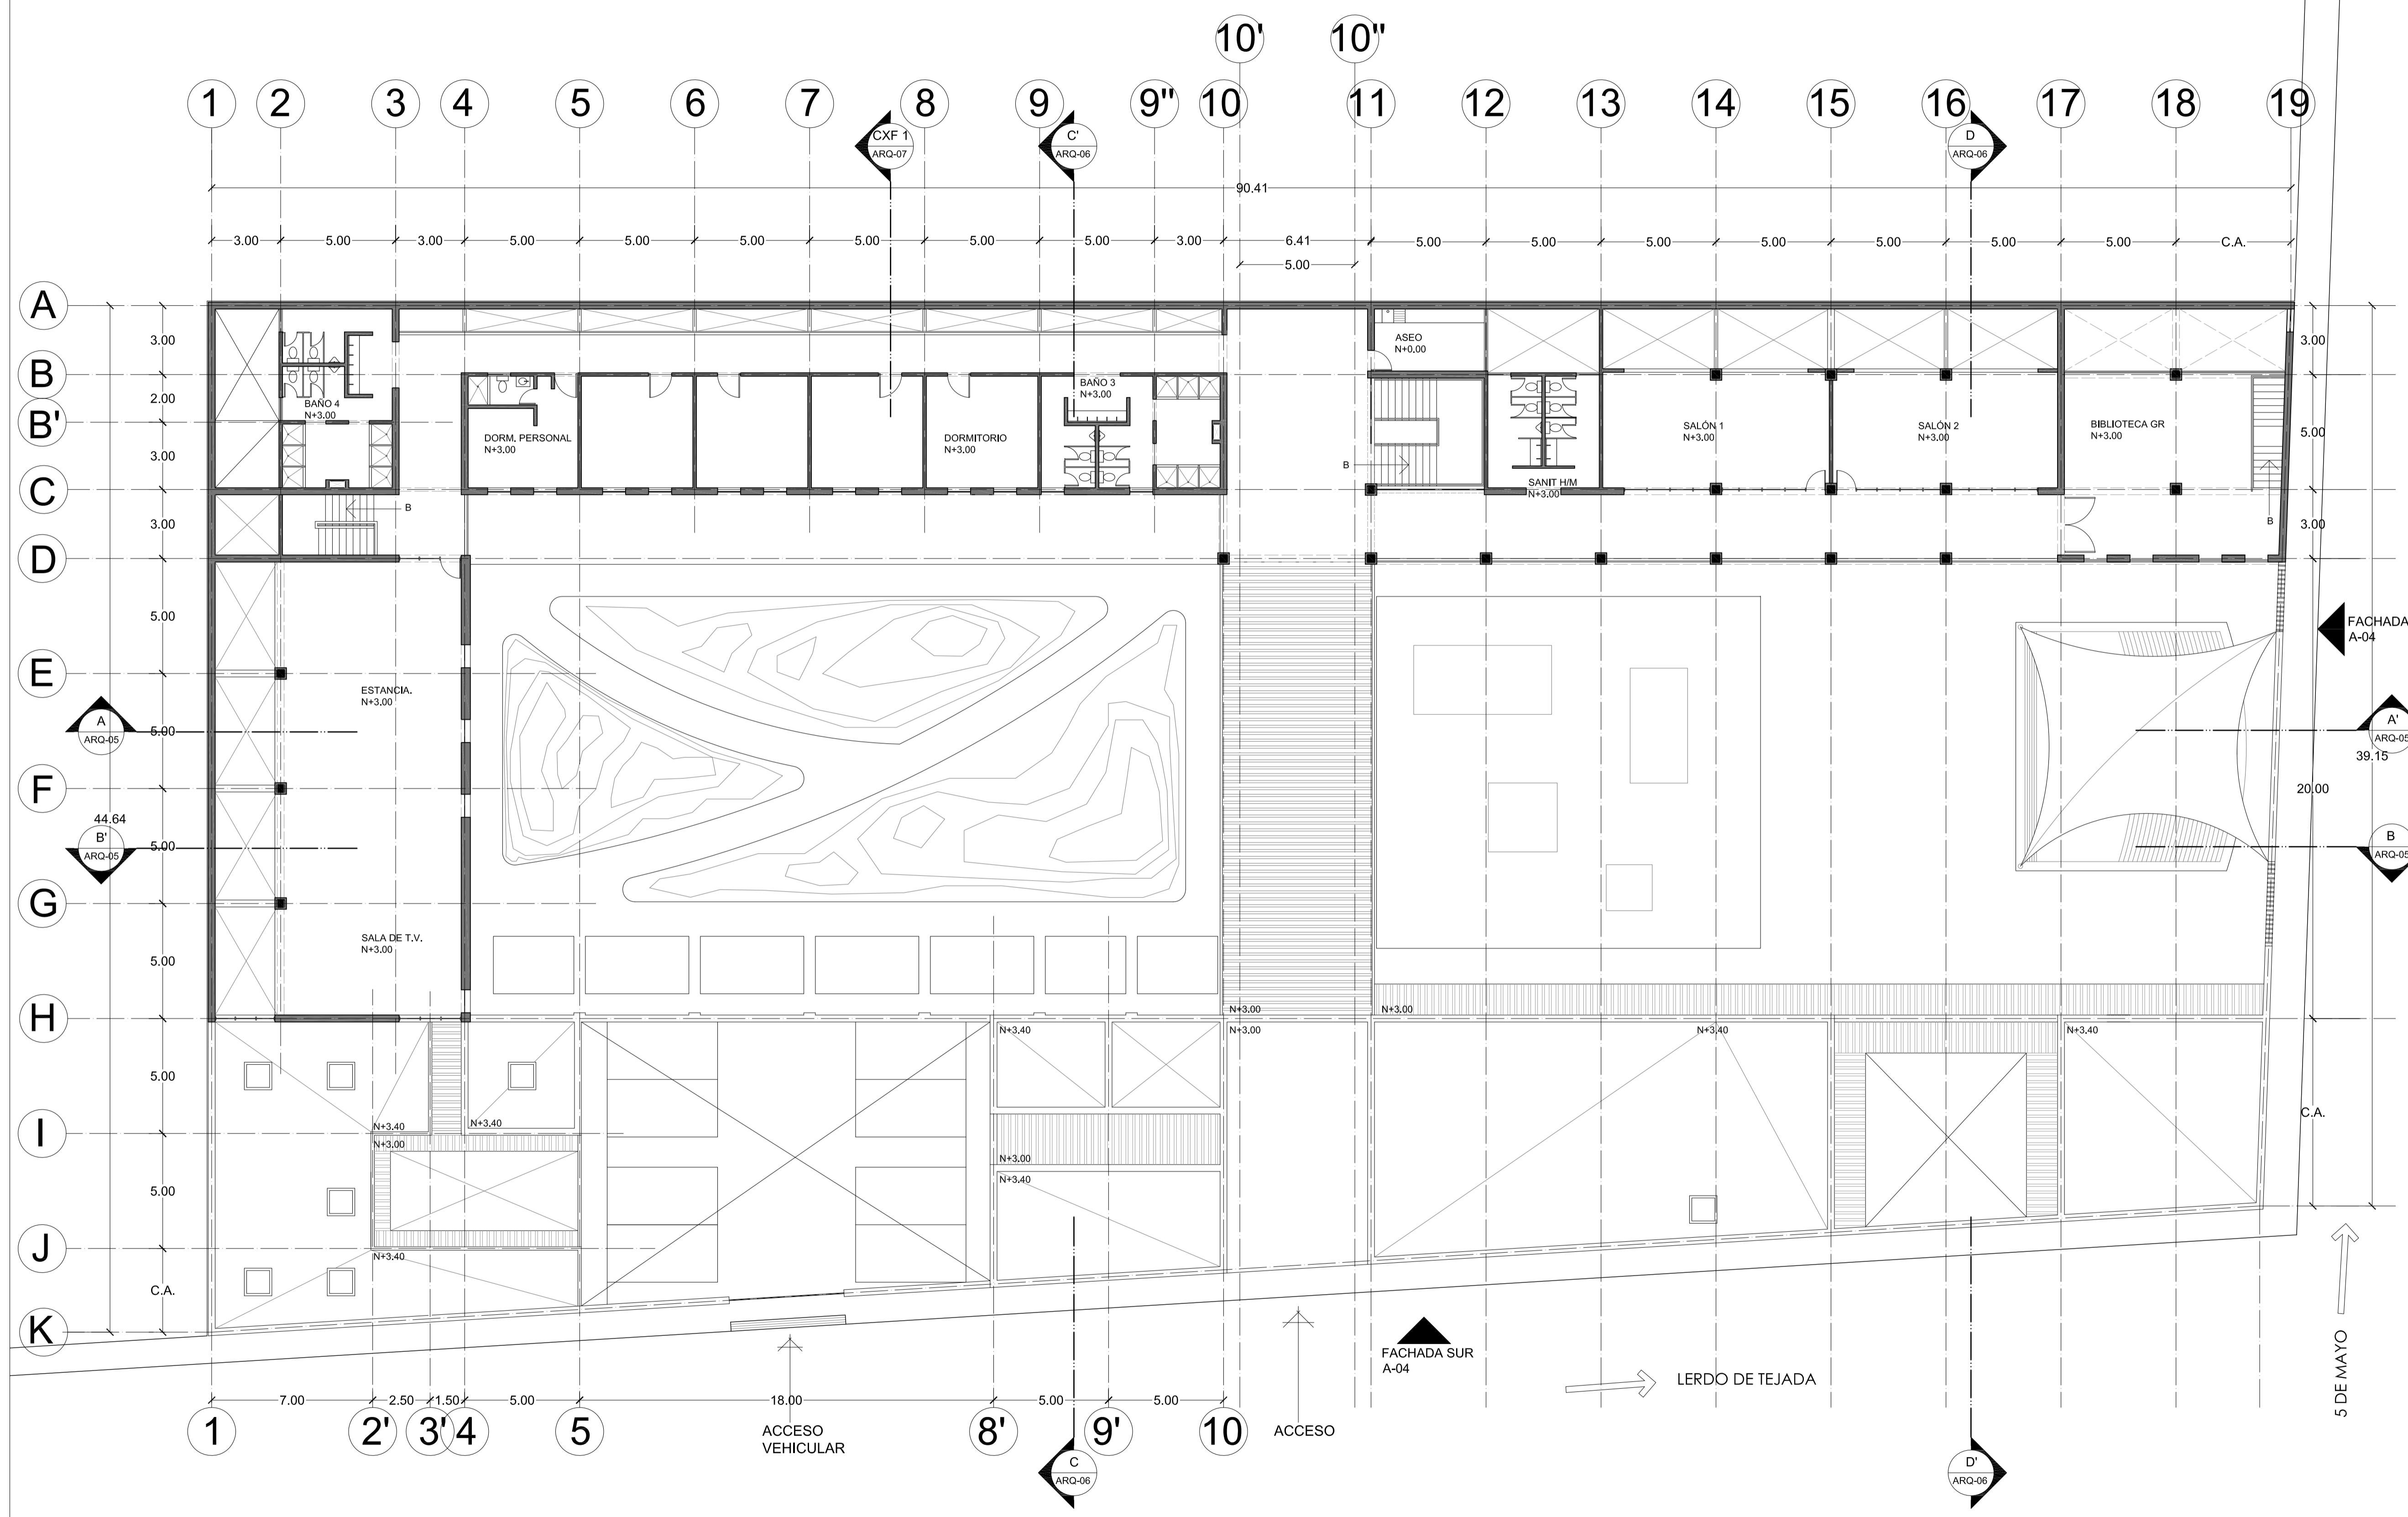 10' 10"
1 2 3 4 5 6 7 8 9 9" 10 11 12 13 14 15 16 17 18 19
CXF 1
ARQ-07
C'
ARQ-06
D
ARQ-06
90.41
3.00 5.00 3.00 5.00 5.00 5.00 5.00 5.00 5.00 3.00 6.41 5.00 5.00 5.00 5.00 5.00 5.00 5.00 C.A.
5.00
A
3.00
B
2.00
B'
3.00
C
3.00
D
5.00
E
5.00
F
5.00
G
5.00
H
5.00
I
5.00
J
C.A.
K
44.64
A
ARQ-05
B'
ARQ-05
BAÑO 4
N+3.00
DORM. PERSONAL
N+3.00
DORMITORIO
N+3.00
BAÑO 3
N+3.00
ASEO
N+0.00
SANIT H/M
N+3.00
SALÓN 1
N+3.00
SALÓN 2
N+3.00
BIBLIOTECA GR
N+3.00
B
B
B
3.00
5.00
3.00
20.00
C.A.
39.15
FACHADA
A-04
A'
ARQ-05
B
ARQ-05
ESTANCIA.
N+3.00
SALA DE T.V.
N+3.00
N+3.00
N+3.00
N+3.00
N+3.40
N+3.40
N+3.40
N+3.40
N+3.00
N+3.40
N+3.00
N+3.40
N+3.40
FACHADA SUR
A-04
LERDO DE TEJADA
5 DE MAYO
7.00 2.50 1.50 5.00 18.00 5.00 5.00
1 2' 3' 4 5 8' 9' 10
ACCESO
VEHICULAR
ACCESO
C
ARQ-06
D'
ARQ-06